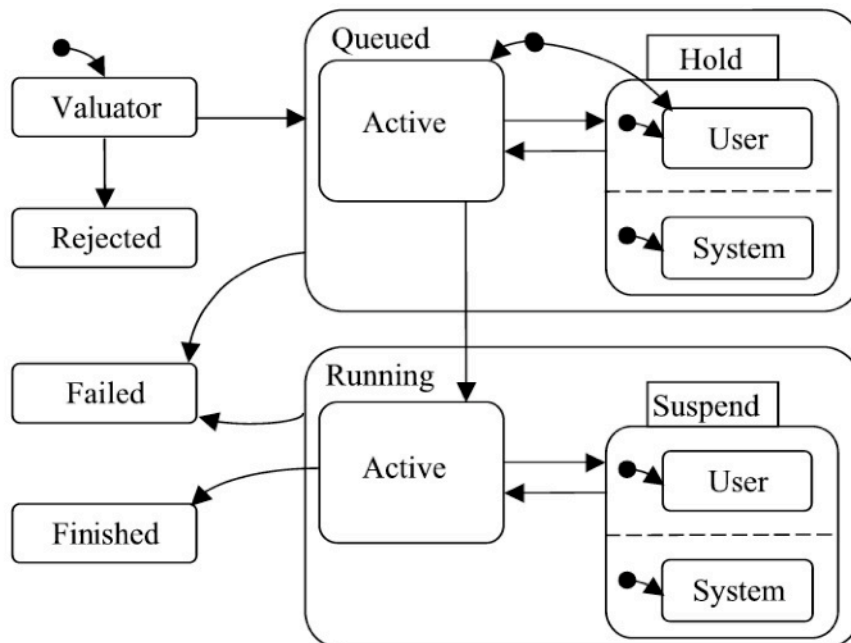 Queued
Hold
Valuator
Active
User
Rejected
System
Running
Failed
Suspend
Active
User
Finished
System